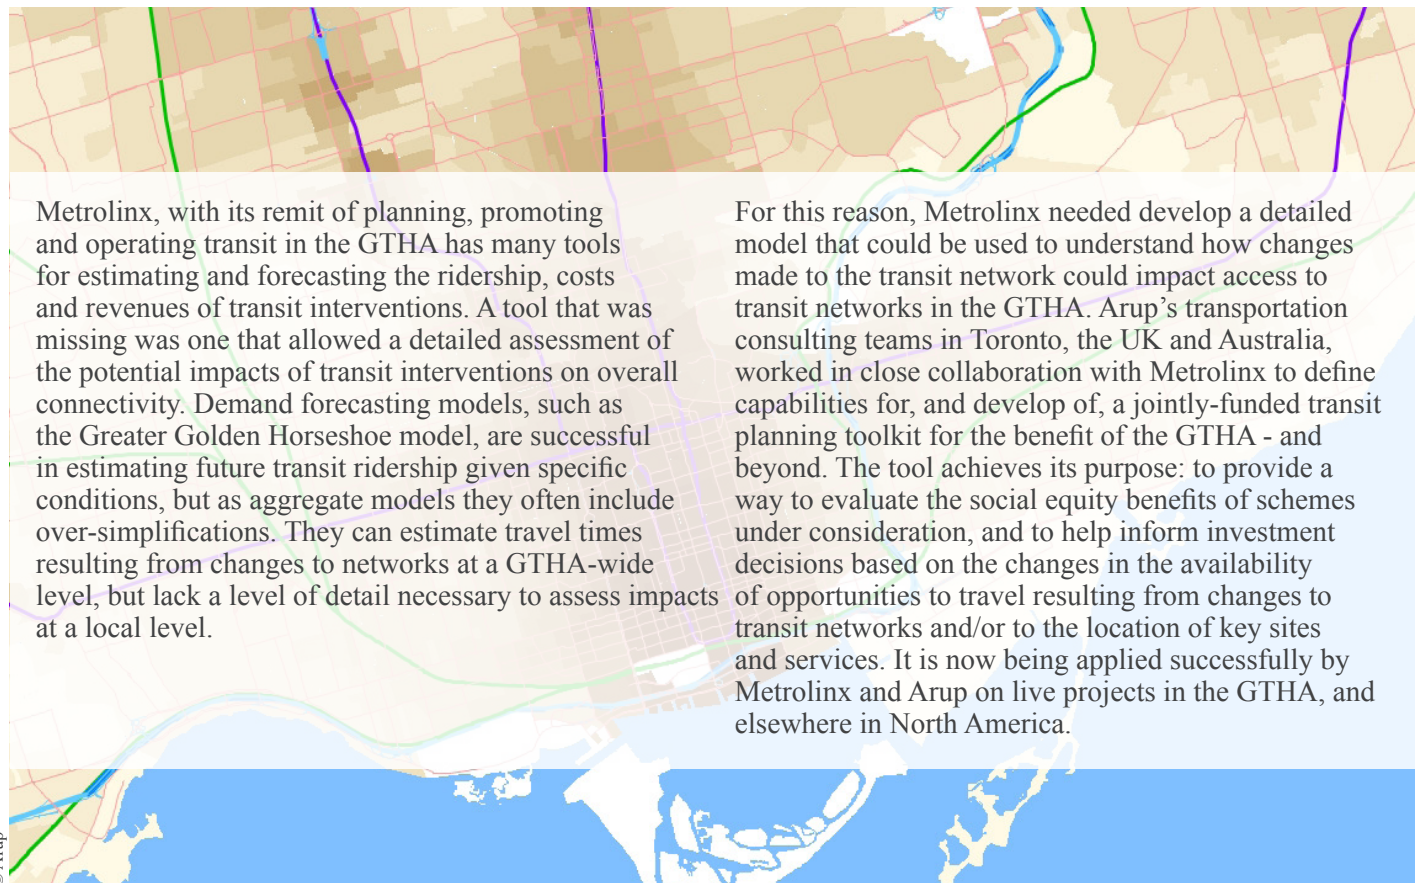 Metrolinx, with its remit of planning, promoting
and operating transit in the GTHA has many tools
for estimating and forecasting the ridership, costs
and revenues of transit interventions. A tool that was
missing was one that allowed a detailed assessment of
the potential impacts of transit interventions on overall
connectivity. Demand forecasting models, such as
the Greater Golden Horseshoe model, are successful
in estimating future transit ridership given specific
conditions, but as aggregate models they often include
over-simplifications. They can estimate travel times
resulting from changes to networks at a GTHA-wide
level, but lack a level of detail necessary to assess impacts
at a local level.
For this reason, Metrolinx needed develop a detailed
model that could be used to understand how changes
made to the transit network could impact access to
transit networks in the GTHA. Arup’s transportation
consulting teams in Toronto, the UK and Australia,
worked in close collaboration with Metrolinx to define
capabilities for, and develop of, a jointly-funded transit
planning toolkit for the benefit of the GTHA - and
beyond. The tool achieves its purpose: to provide a
way to evaluate the social equity benefits of schemes
under consideration, and to help inform investment
decisions based on the changes in the availability
of opportunities to travel resulting from changes to
transit networks and/or to the location of key sites
and services. It is now being applied successfully by
Metrolinx and Arup on live projects in the GTHA, and
elsewhere in North America.
© Arup